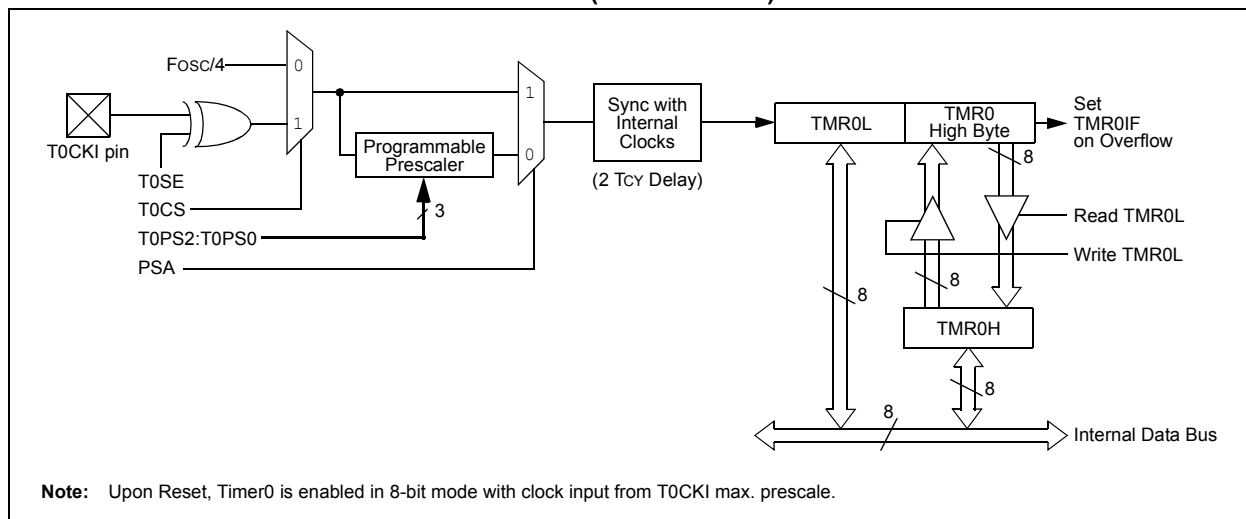 FOSC/4
0
1
T0CKI pin
T0SE
T0CS
T0PS2:T0PS0
PSA
Programmable
Prescaler
3
1
0
Sync with
Internal
Clocks
(2 TCY Delay)
TMR0L
TMR0
High Byte
Set
TMR0IF
on Overflow
8
Read TMR0L
Write TMR0L
8
8
TMR0H
8
8
Internal Data Bus
Note: Upon Reset, Timer0 is enabled in 8-bit mode with clock input from T0CKI max. prescale.